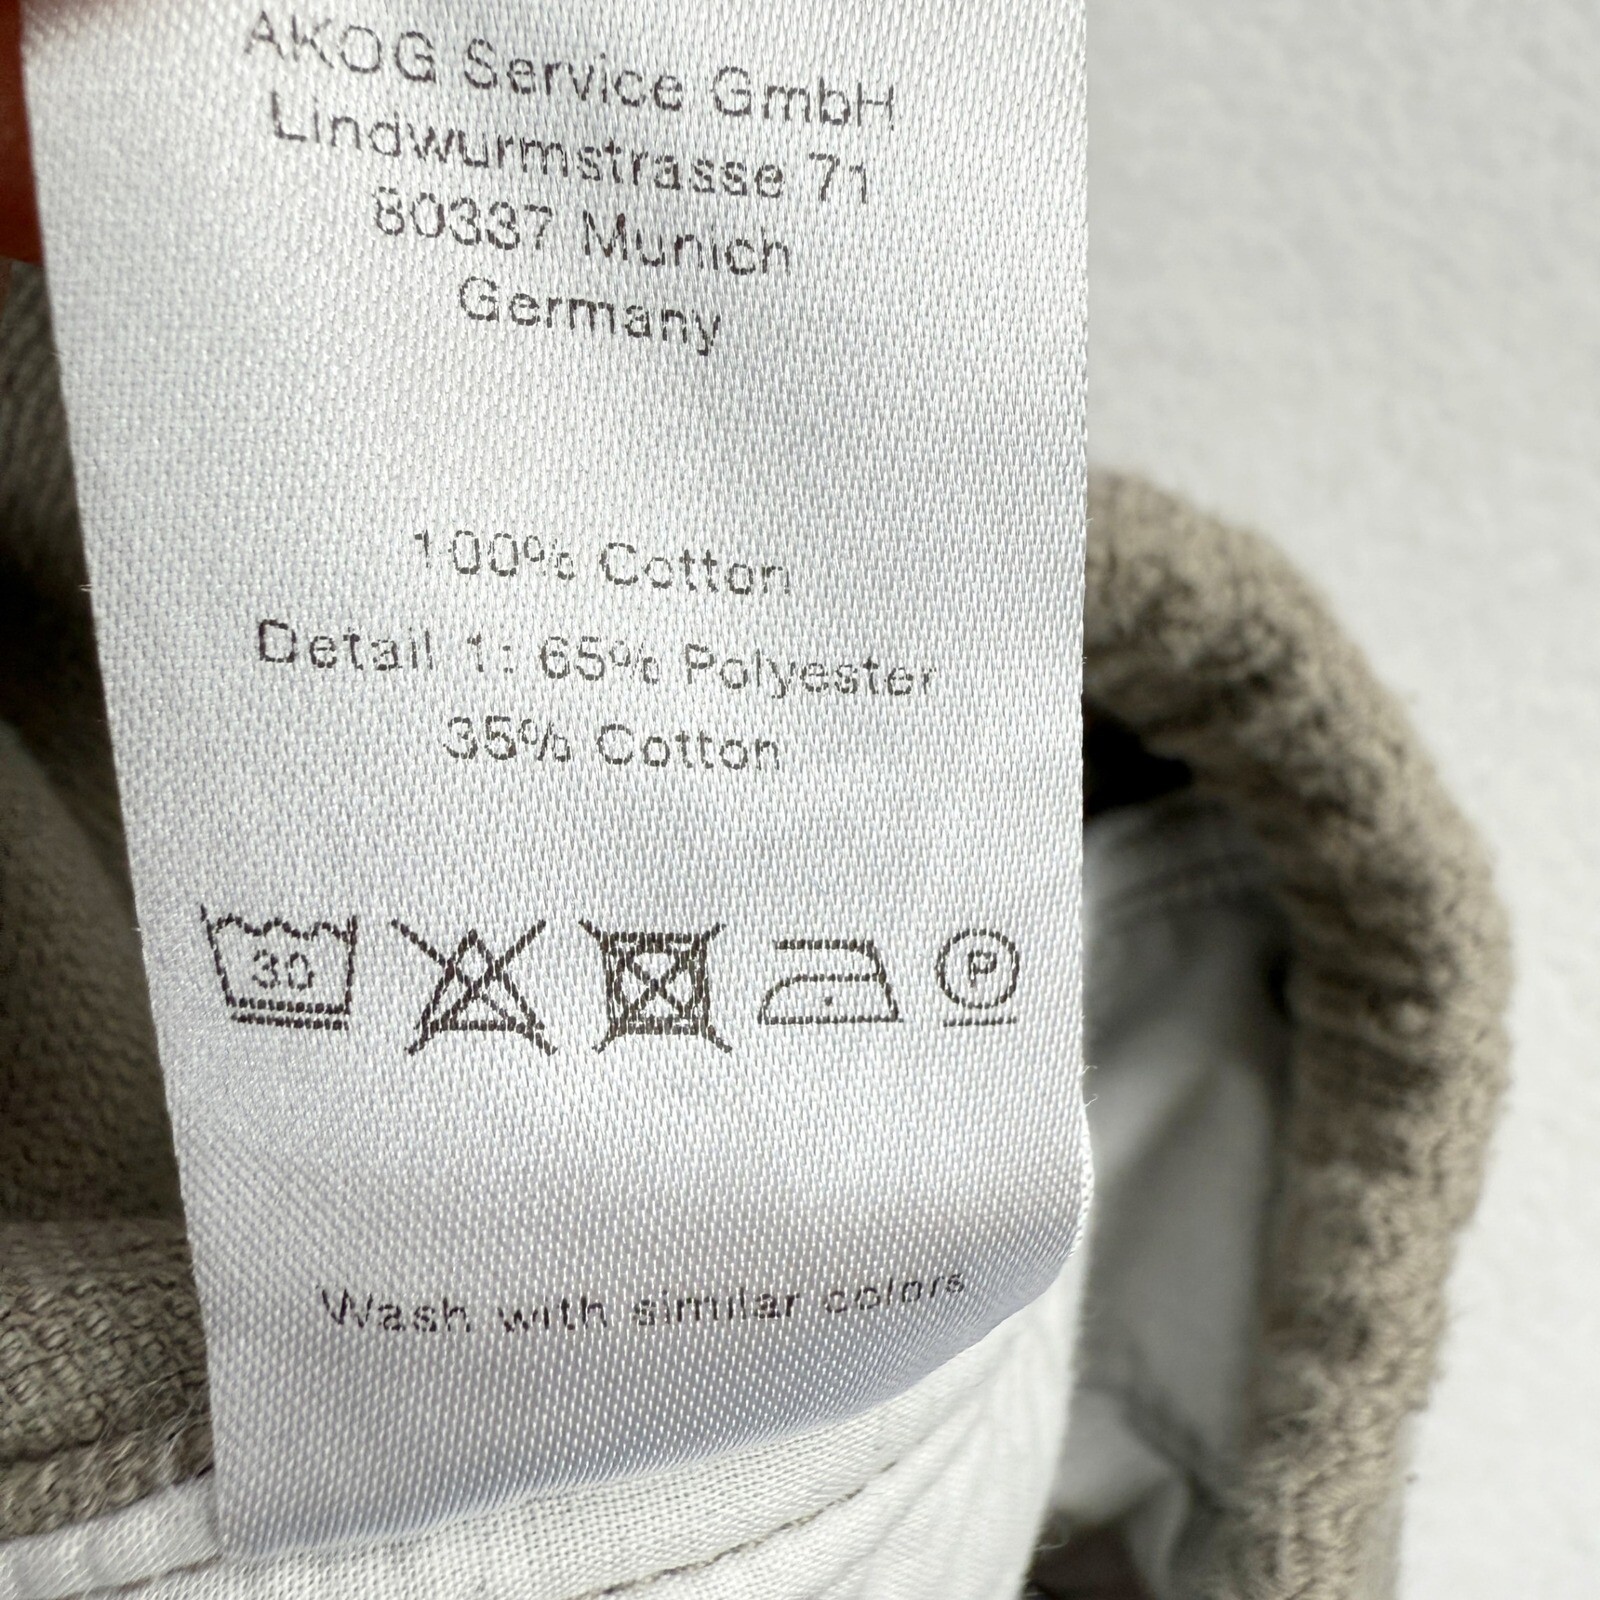 AKOG Service GmbH
Lindwurmstrasse 71
80337 Munich
Germany
100% Cotton
Detail 1: 65% Polyester
35% Cotton
30
P
Wash with similar colors